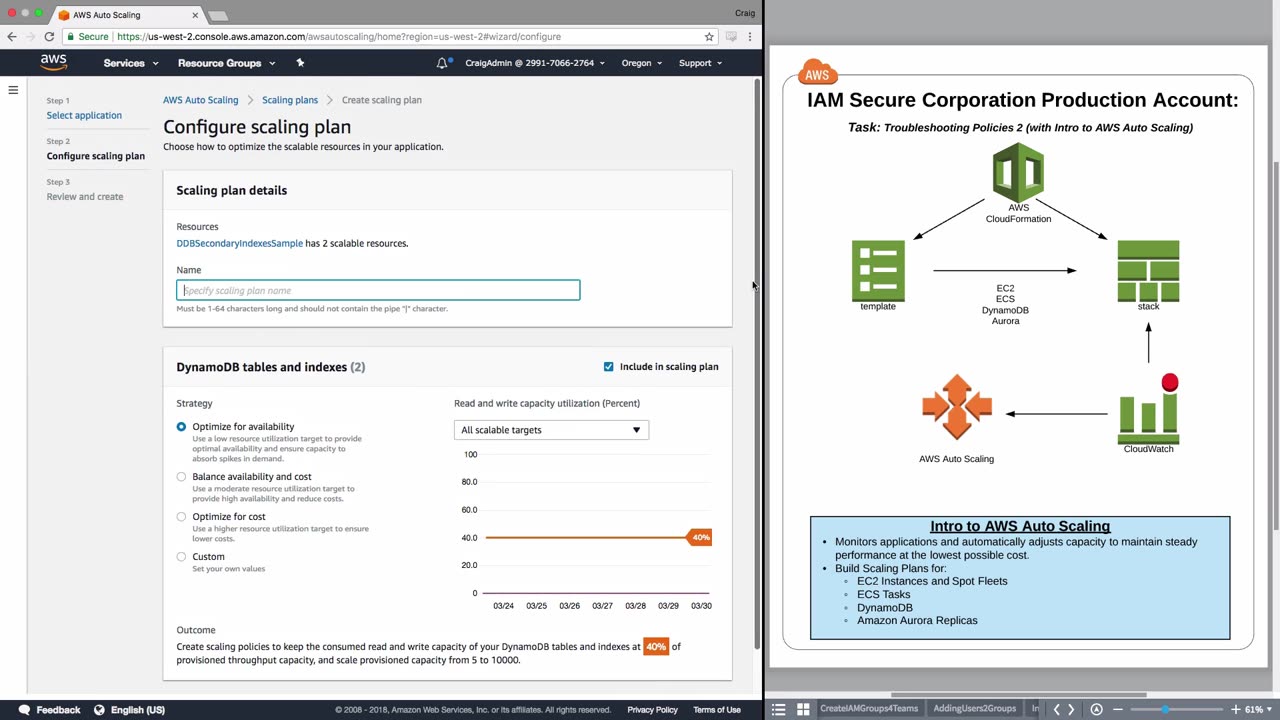 AWS Auto Scaling
Craig
Secure
https://us-west-2.console.aws.amazon.com/awsautoscaling/home?region=us-west-2#wizard/configure
aws
Services
Resource Groups
CraigAdmin @ 2991-7066-2764
Oregon
Support
Step 1
Select application
Step 2
Configure scaling plan
Step 3
Review and create
AWS Auto Scaling > Scaling plans > Create scaling plan
Configure scaling plan
Choose how to optimize the scalable resources in your application.
Scaling plan details
Resources
DDBSecondaryIndexesSample has 2 scalable resources.
Name
Specify scaling plan name
Must be 1-64 characters long and should not contain the pipe "|" character.
DynamoDB tables and indexes (2)
Include in scaling plan
Strategy
Optimize for availability
Use a low resource utilization target to provide
optimal availability and ensure capacity to
absorb spikes in demand.
Balance availability and cost
Use a moderate resource utilization target to
provide high availability and reduce costs.
Optimize for cost
Use a higher resource utilization target to ensure
lower costs.
Custom
Set your own values
Read and write capacity utilization (Percent)
All scalable targets
100
80.0
60.0
40.0
40%
20.0
0
03/24 03/25 03/26 03/27 03/28 03/29 03/30
Outcome
Create scaling policies to keep the consumed read and write capacity of your DynamoDB tables and indexes at 40% of
provisioned throughput capacity, and scale provisioned capacity from 5 to 10000.
Feedback
English (US)
© 2008 - 2018, Amazon Web Services, Inc. or its affiliates. All rights reserved.
Privacy Policy
Terms of Use
AWS
IAM Secure Corporation Production Account:
Task: Troubleshooting Policies 2 (with Intro to AWS Auto Scaling)
AWS
CloudFormation
template
EC2
ECS
DynamoDB
Aurora
stack
AWS Auto Scaling
CloudWatch
Intro to AWS Auto Scaling
• Monitors applications and automatically adjusts capacity to maintain steady
performance at the lowest possible cost.
• Build Scaling Plans for:
◦ EC2 Instances and Spot Fleets
◦ ECS Tasks
◦ DynamoDB
◦ Amazon Aurora Replicas
CreateIAMGroups4Teams
AddingUsers2Groups
61%